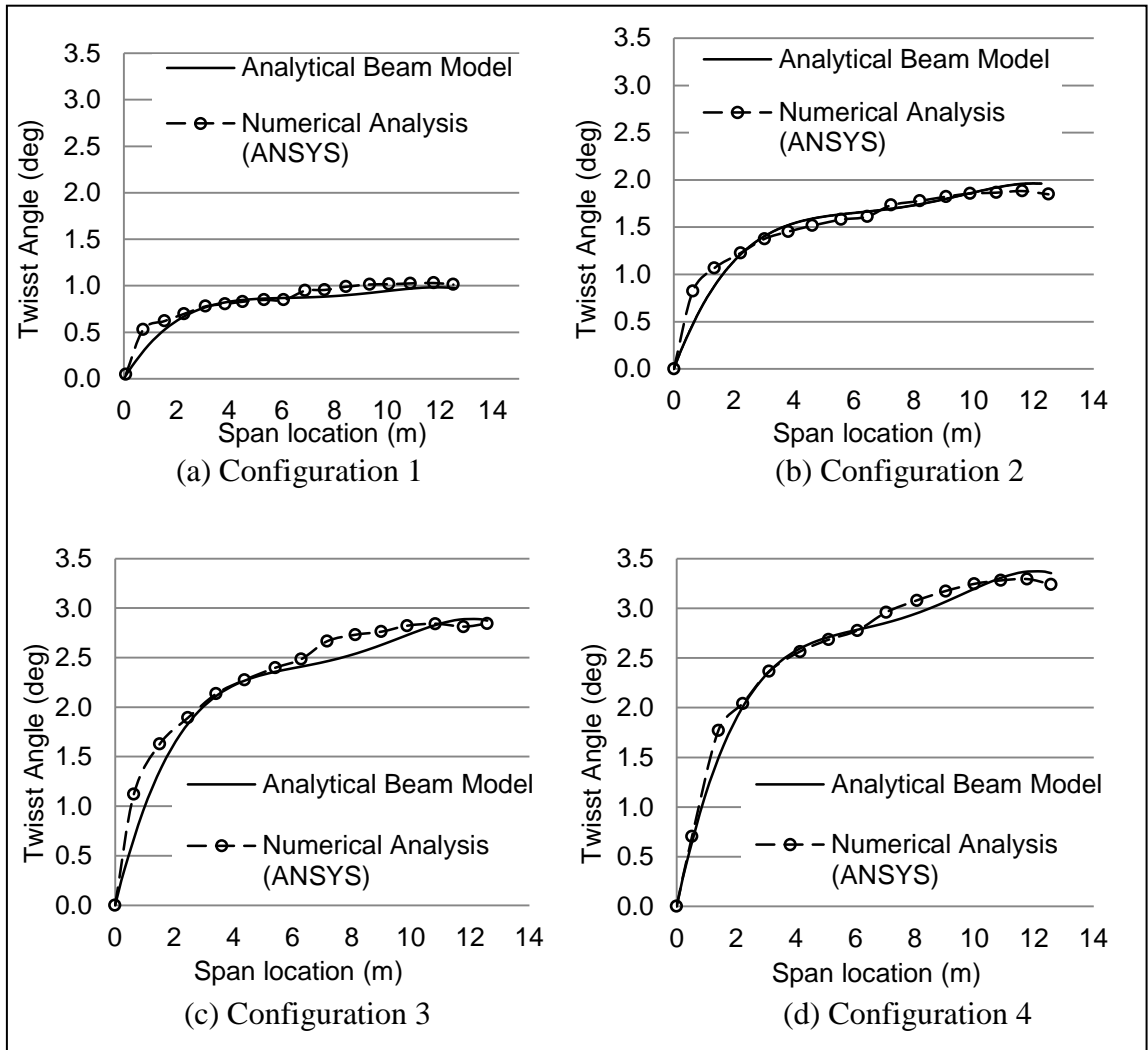 3.5
3.0
2.5
2.0
1.5
1.0
0.5
0.0
Twisst Angle (deg)
Analytical Beam Model
Numerical Analysis
(ANSYS)
0 2 4 6 8 10 12 14
Span location (m)
(a) Configuration 1
3.5
3.0
2.5
2.0
1.5
1.0
0.5
0.0
Twisst Angle (deg)
Analytical Beam Model
Numerical Analysis
(ANSYS)
0 2 4 6 8 10 12 14
Span location (m)
(b) Configuration 2
3.5
3.0
2.5
2.0
1.5
1.0
0.5
0.0
Twisst Angle (deg)
Analytical Beam Model
Numerical Analysis
(ANSYS)
0 2 4 6 8 10 12 14
Span location (m)
(c) Configuration 3
3.5
3.0
2.5
2.0
1.5
1.0
0.5
0.0
Twisst Angle (deg)
Analytical Beam Model
Numerical Analysis
(ANSYS)
0 2 4 6 8 10 12 14
Span location (m)
(d) Configuration 4